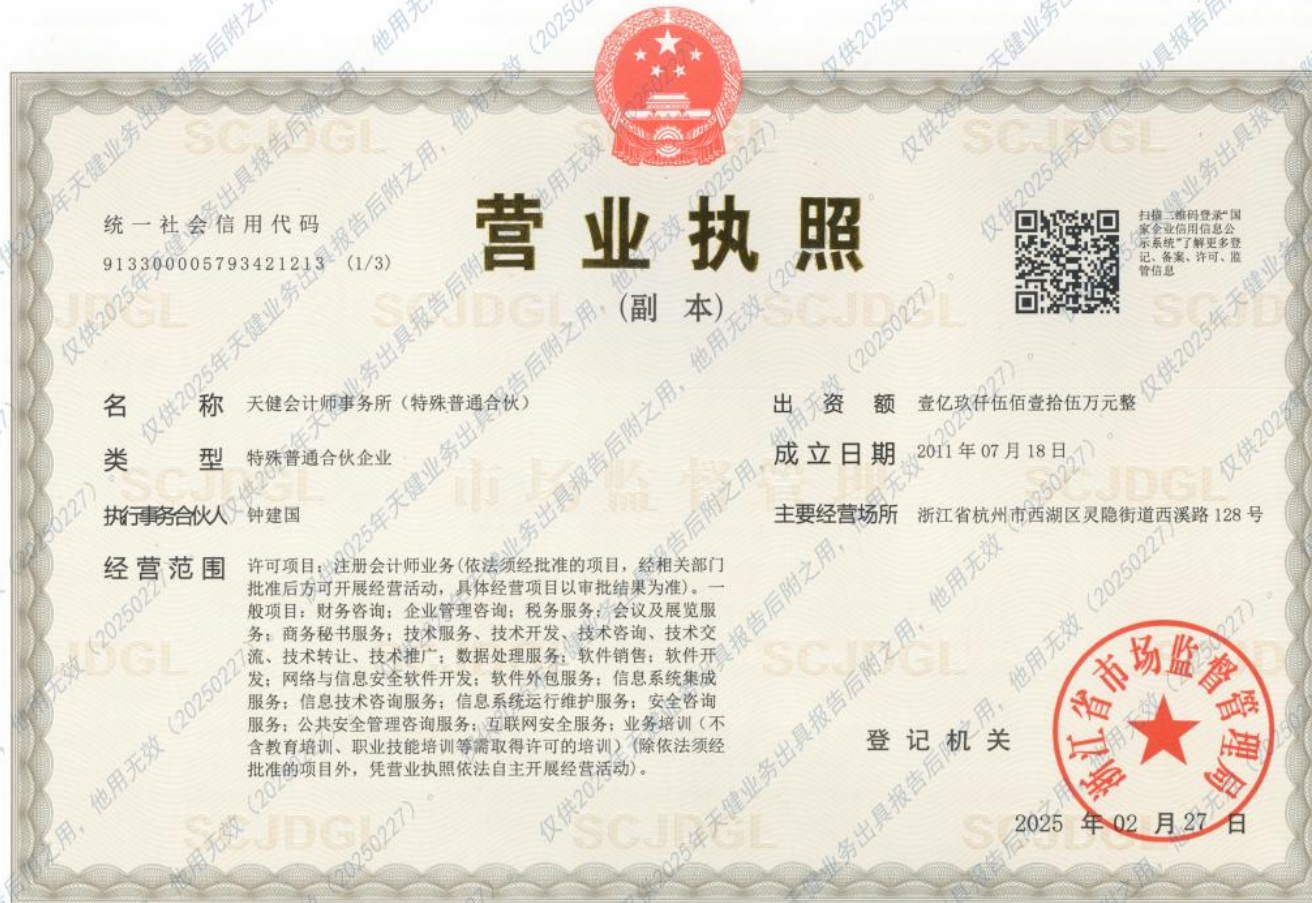 统一社会信用代码
913300005793421213 (1/3)
营业执照
(副 本)
扫描二维码登录“国
家企业信用信息公
示系统”了解更多登
记、备案、许可、监
管信息
名 称 天健会计师事务所（特殊普通合伙）
类 型 特殊普通合伙企业
执行事务合伙人 钟建国
经营范围 许可项目：注册会计师业务(依法须经批准的项目，经相关部门
批准后方可开展经营活动，具体经营项目以审批结果为准)。一
般项目：财务咨询；企业管理咨询；税务服务；会议及展览服
务；商务秘书服务；技术服务、技术开发、技术咨询、技术交
流、技术转让、技术推广；数据处理服务；软件销售；软件开
发；网络与信息安全软件开发；软件外包服务；信息系统集成
服务；信息技术咨询服务；信息系统运行维护服务；安全咨询
服务；公共安全管理咨询服务；互联网安全服务；业务培训（不
含教育培训、职业技能培训等需取得许可的培训）(除依法须经
批准的项目外，凭营业执照依法自主开展经营活动)。
出 资 额 壹亿玖仟伍佰壹拾伍万元整
成立日期 2011 年 07 月 18 日
主要经营场所 浙江省杭州市西湖区灵隐街道西溪路 128 号
登记机关
浙江省市场监督管理局
2025 年 02 月 27 日
SCJDGL
市场监督管理
仅供2025年天健业务出具报告后附之用，他用无效（20250227）。